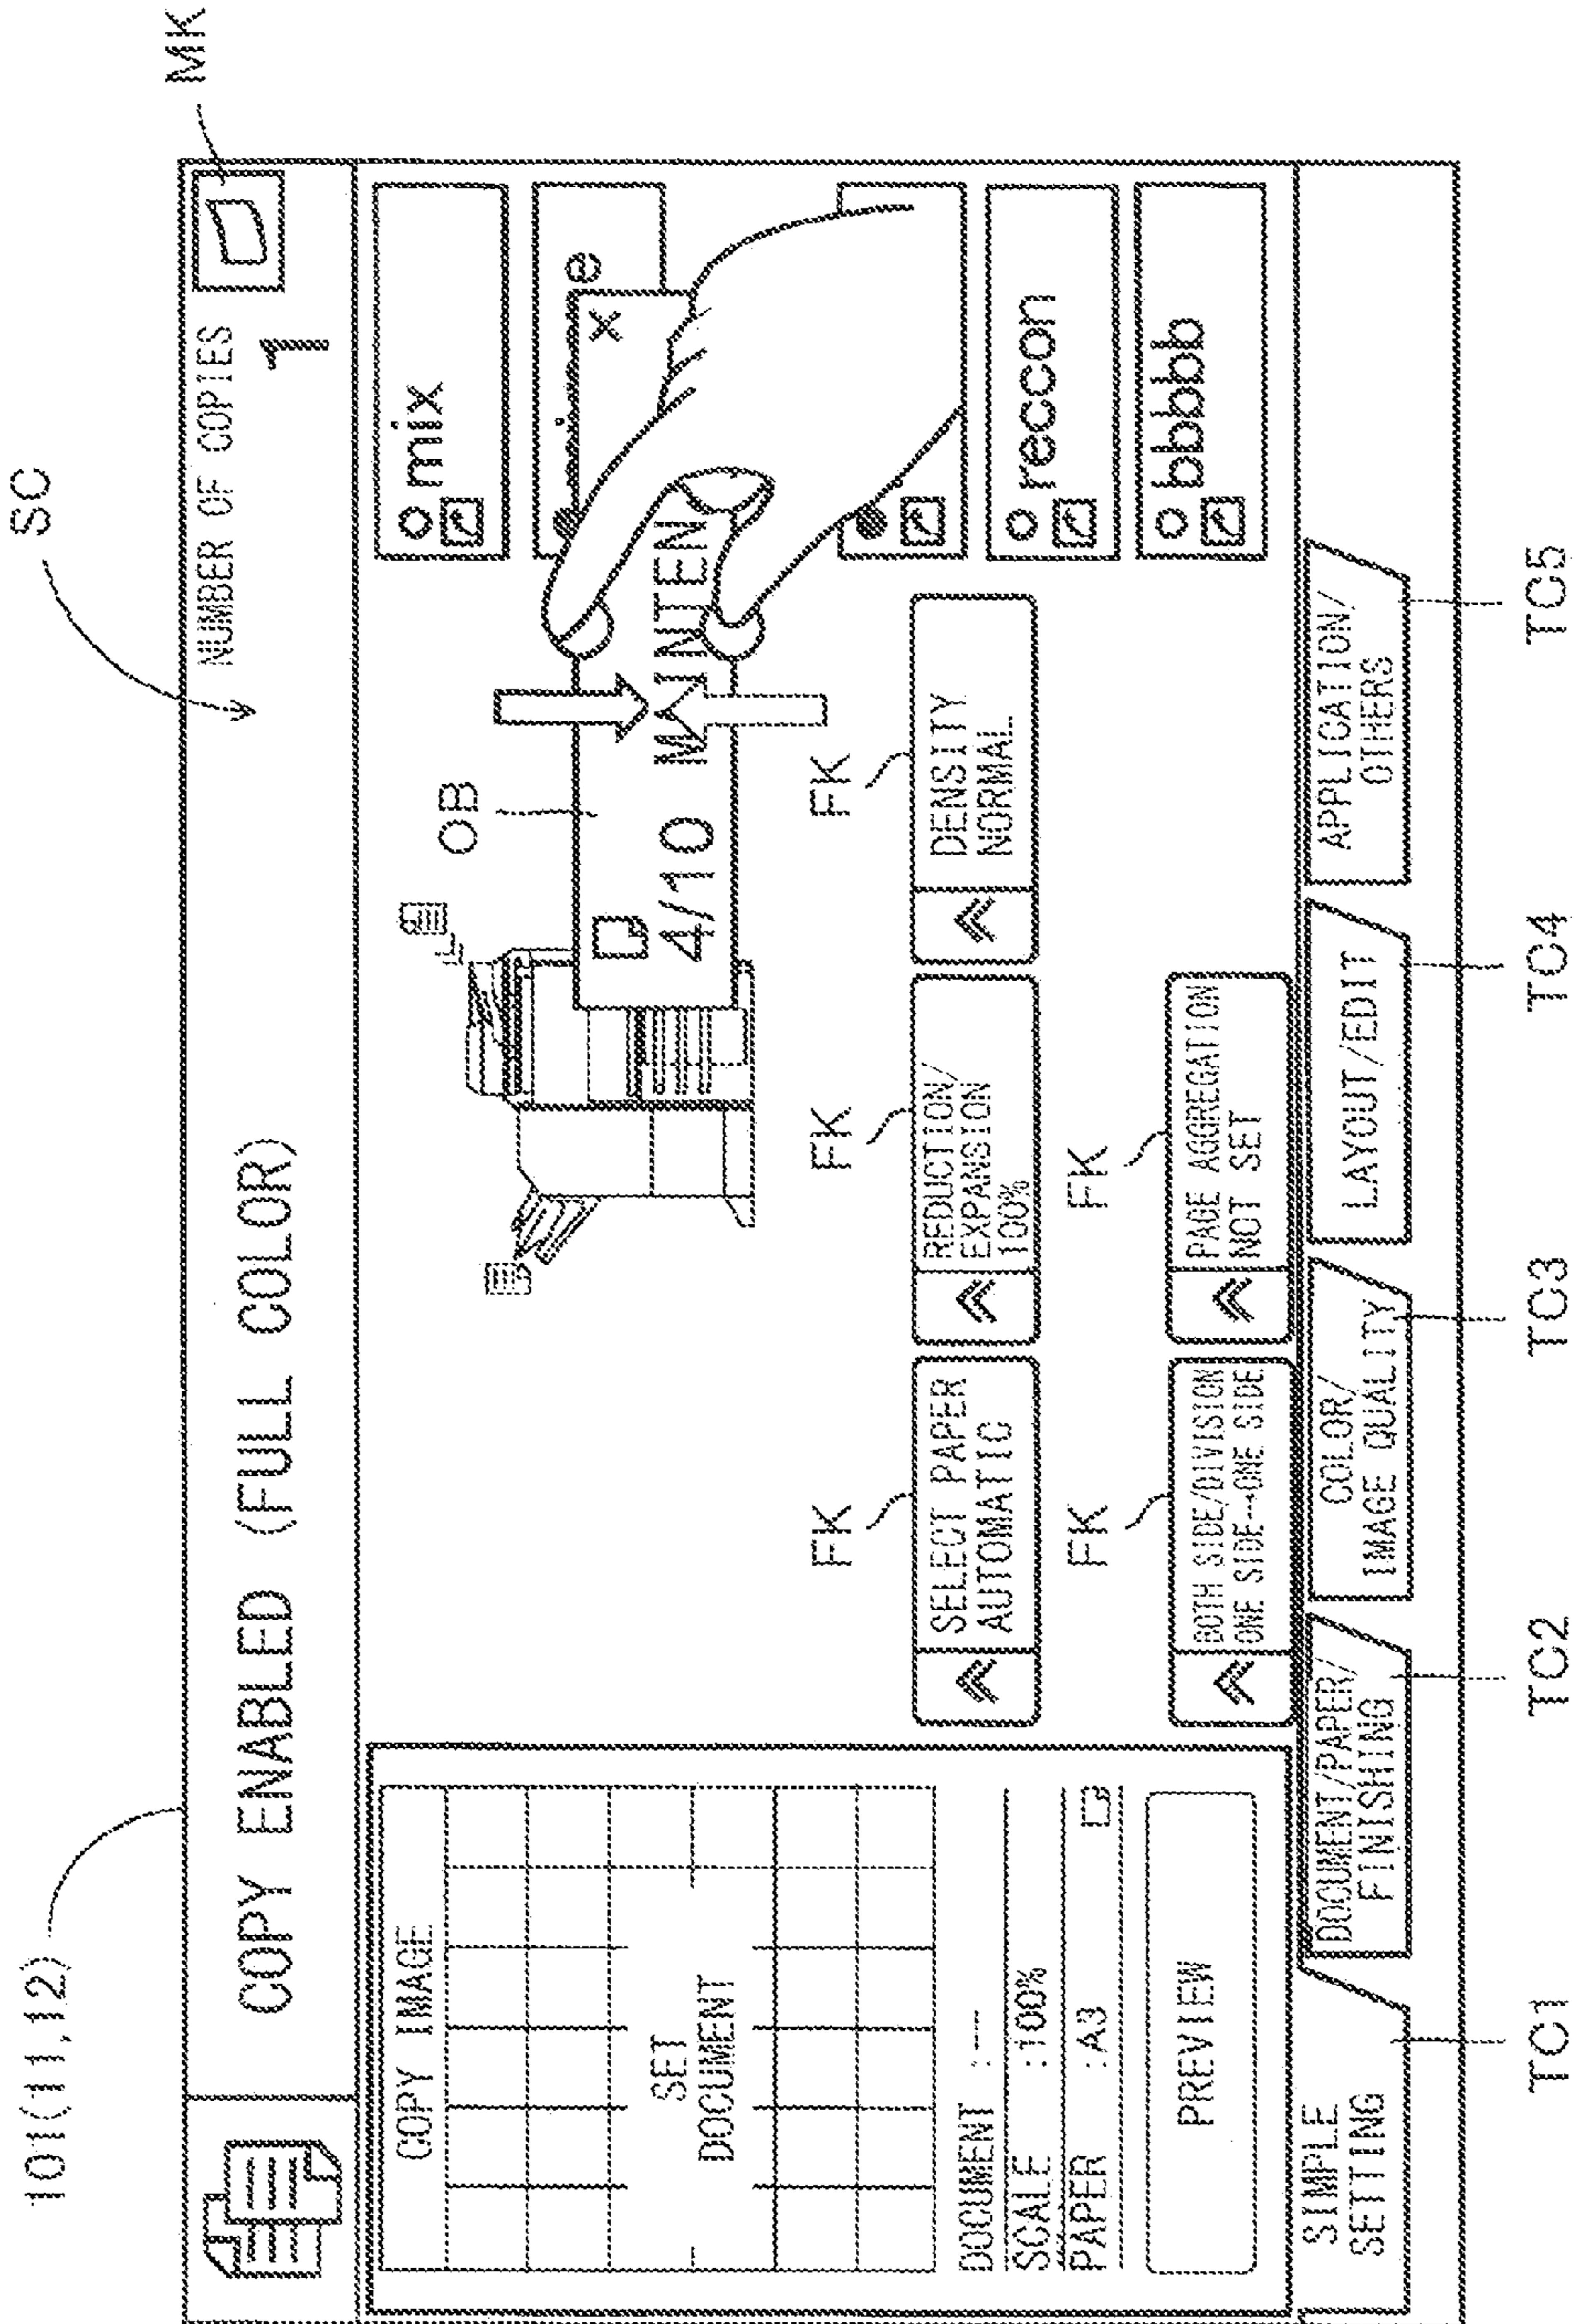 SC
101(11,12)
MK
COPY ENABLED (FULL COLOR)
NUMBER OF COPIES
1
COPY IMAGE
SET
DOCUMENT
DOCUMENT :---
SCALE :100%
PAPER :A3
PREVIEW
OB
4/10 MAINTEN
x
mix
e
reccon
bbbbb
FK
FK
FK
SELECT PAPER
AUTOMATIC
REDUCTION/
EXPANSION
100%
DENSITY
NORMAL
FK
FK
BOTH SIDE/DIVISION
ONE SIDE→ONE SIDE
PAGE AGGREGATION
NOT SET
SIMPLE
SETTING
DOCUMENT/PAPER/
FINISHING
COLOR/
IMAGE QUALITY
LAYOUT/EDIT
APPLICATION/
OTHERS
TC1
TC2
TC3
TC4
TC5